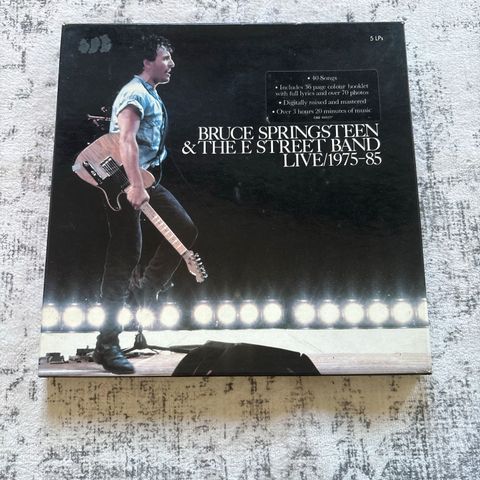 5 LPs
• 40 Songs
• Includes 36 page colour booklet
with full lyrics and over 70 photos
• Digitally mixed and mastered
• Over 3 hours 20 minutes of music
BRUCE SPRINGSTEEN
& THE E STREET BAND
LIVE/1975–85